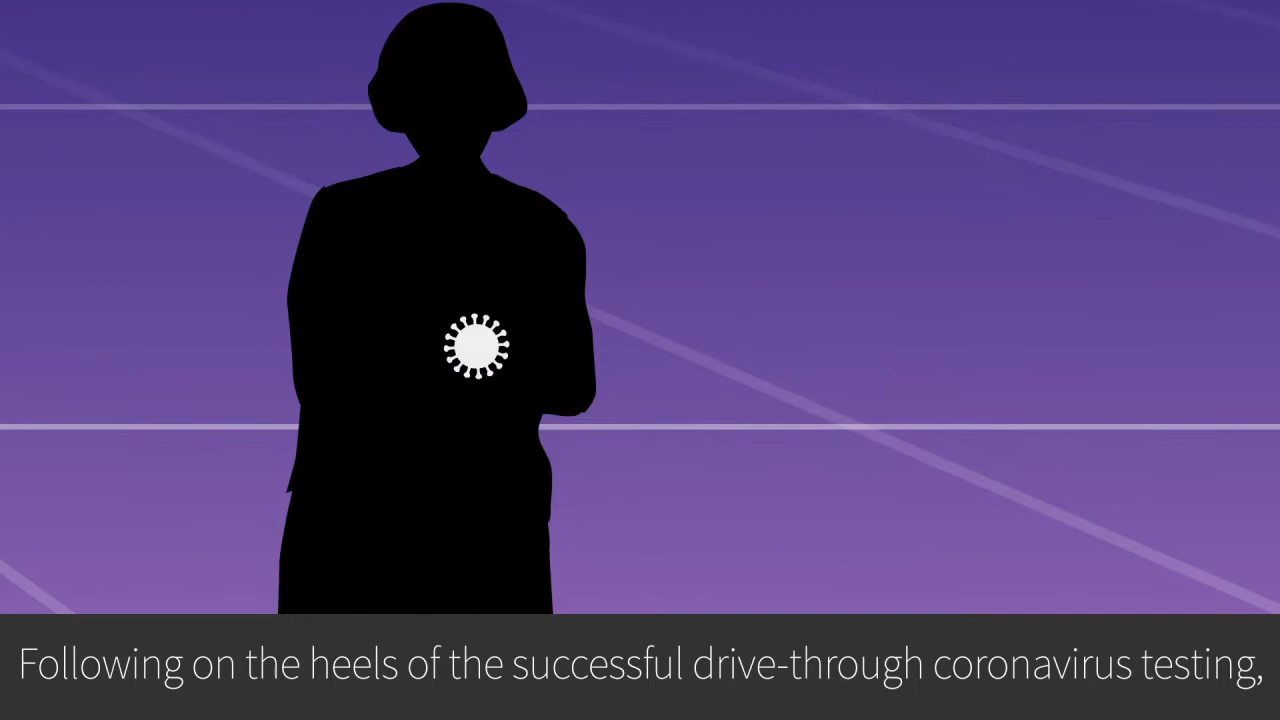 Following on the heels of the successful drive-through coronavirus testing,